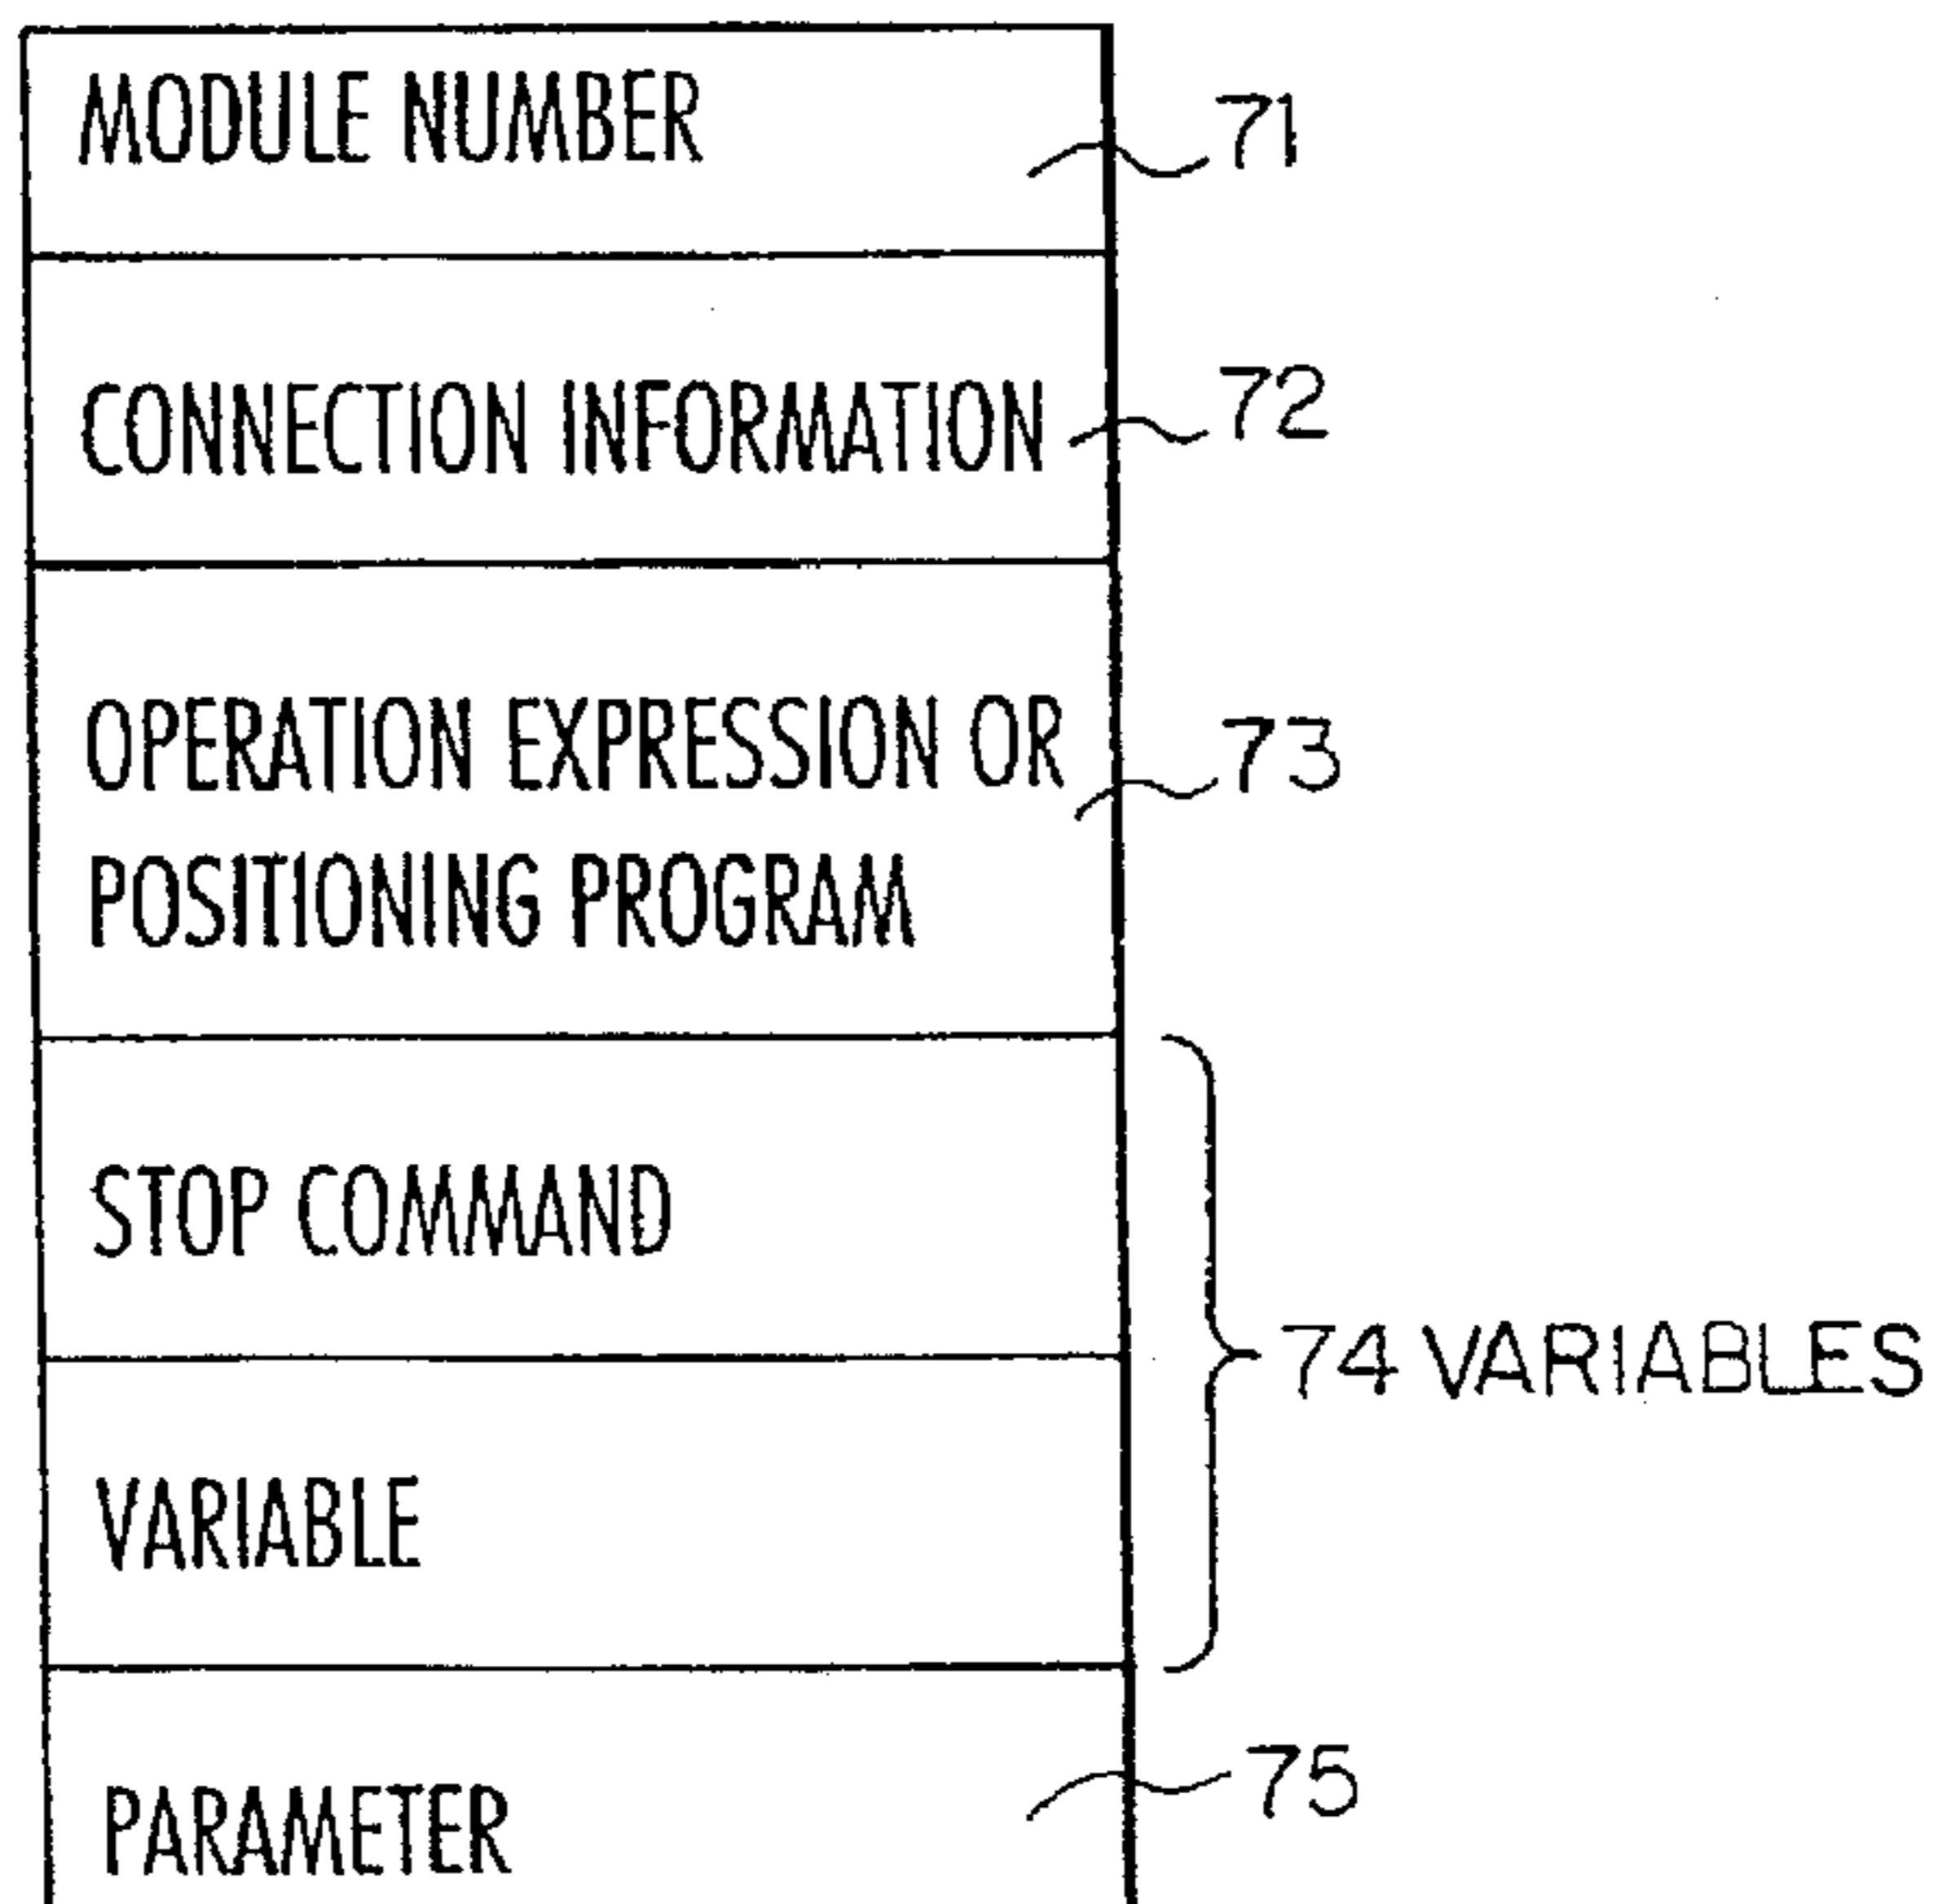 MODULE NUMBER
71
CONNECTION INFORMATION
72
OPERATION EXPRESSION OR
73
POSITIONING PROGRAM
STOP COMMAND
74 VARIABLES
VARIABLE
PARAMETER
75